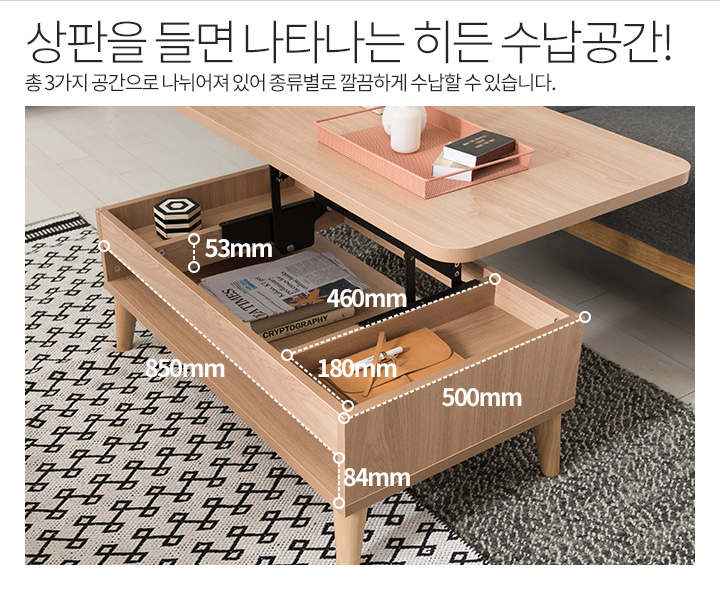 상판을 들면 나타나는 히든 수납공간!
총 3가지 공간으로 나뉘어져 있어 종류별로 깔끔하게 수납할 수 있습니다.
53mm
460mm
CRYPTOGRAPHY
850mm
180mm
500mm
84mm